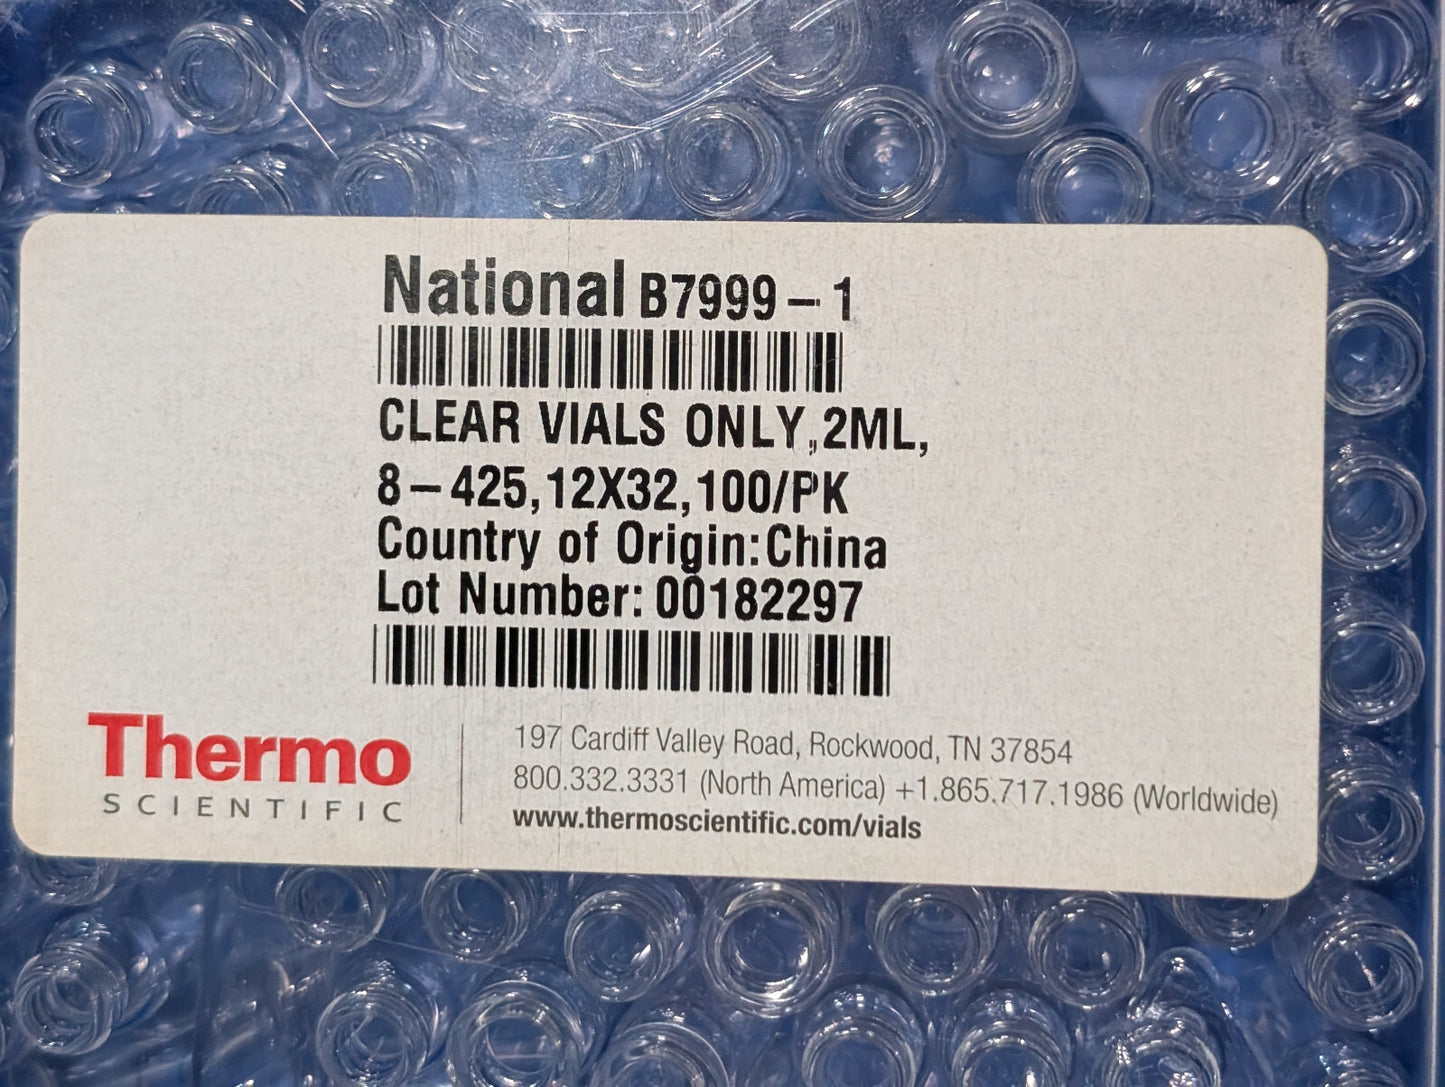 National B7999-1
CLEAR VIALS ONLY,,2ML,
8-425,12X32,100/PK
Country of Origin:China
Lot Number: 00182297
Thermo
SCIENTIFIC
197 Cardiff Valley Road, Rockwood, TN 37854
800.332.3331 (North America) +1.865.717.1986 (Worldwide)
www.thermoscientific.com/vials